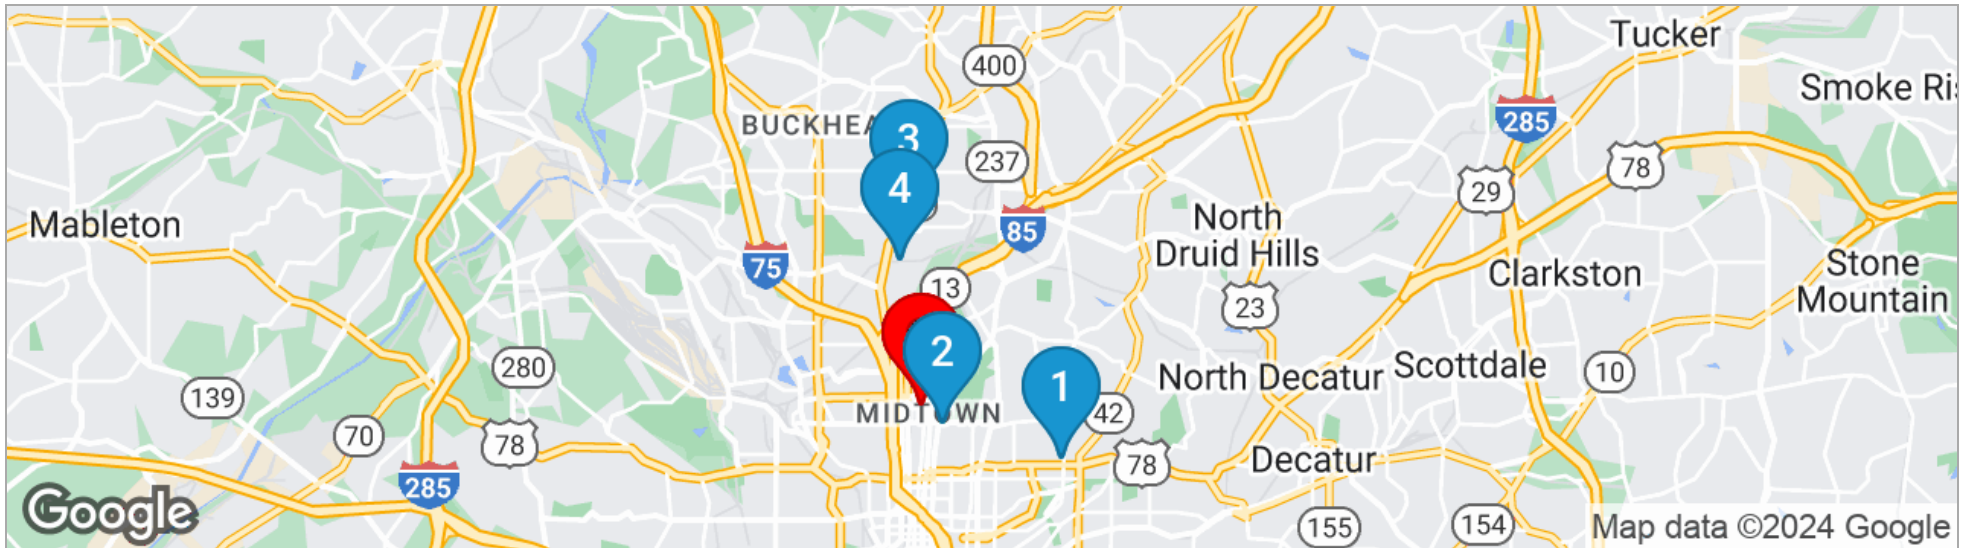 Tucker
400
Smoke Ri
285
BUCKHEA
3
237
78
29
4
Mableton
North
Druid Hills
85
75
Clarkston
Stone
Mountain
13
23
2
280
North Decatur
Scottdale
10
1
139
MIDTOWN
42
70
78
78
Decatur
285
Google
155
154
Map data ©2024 Google